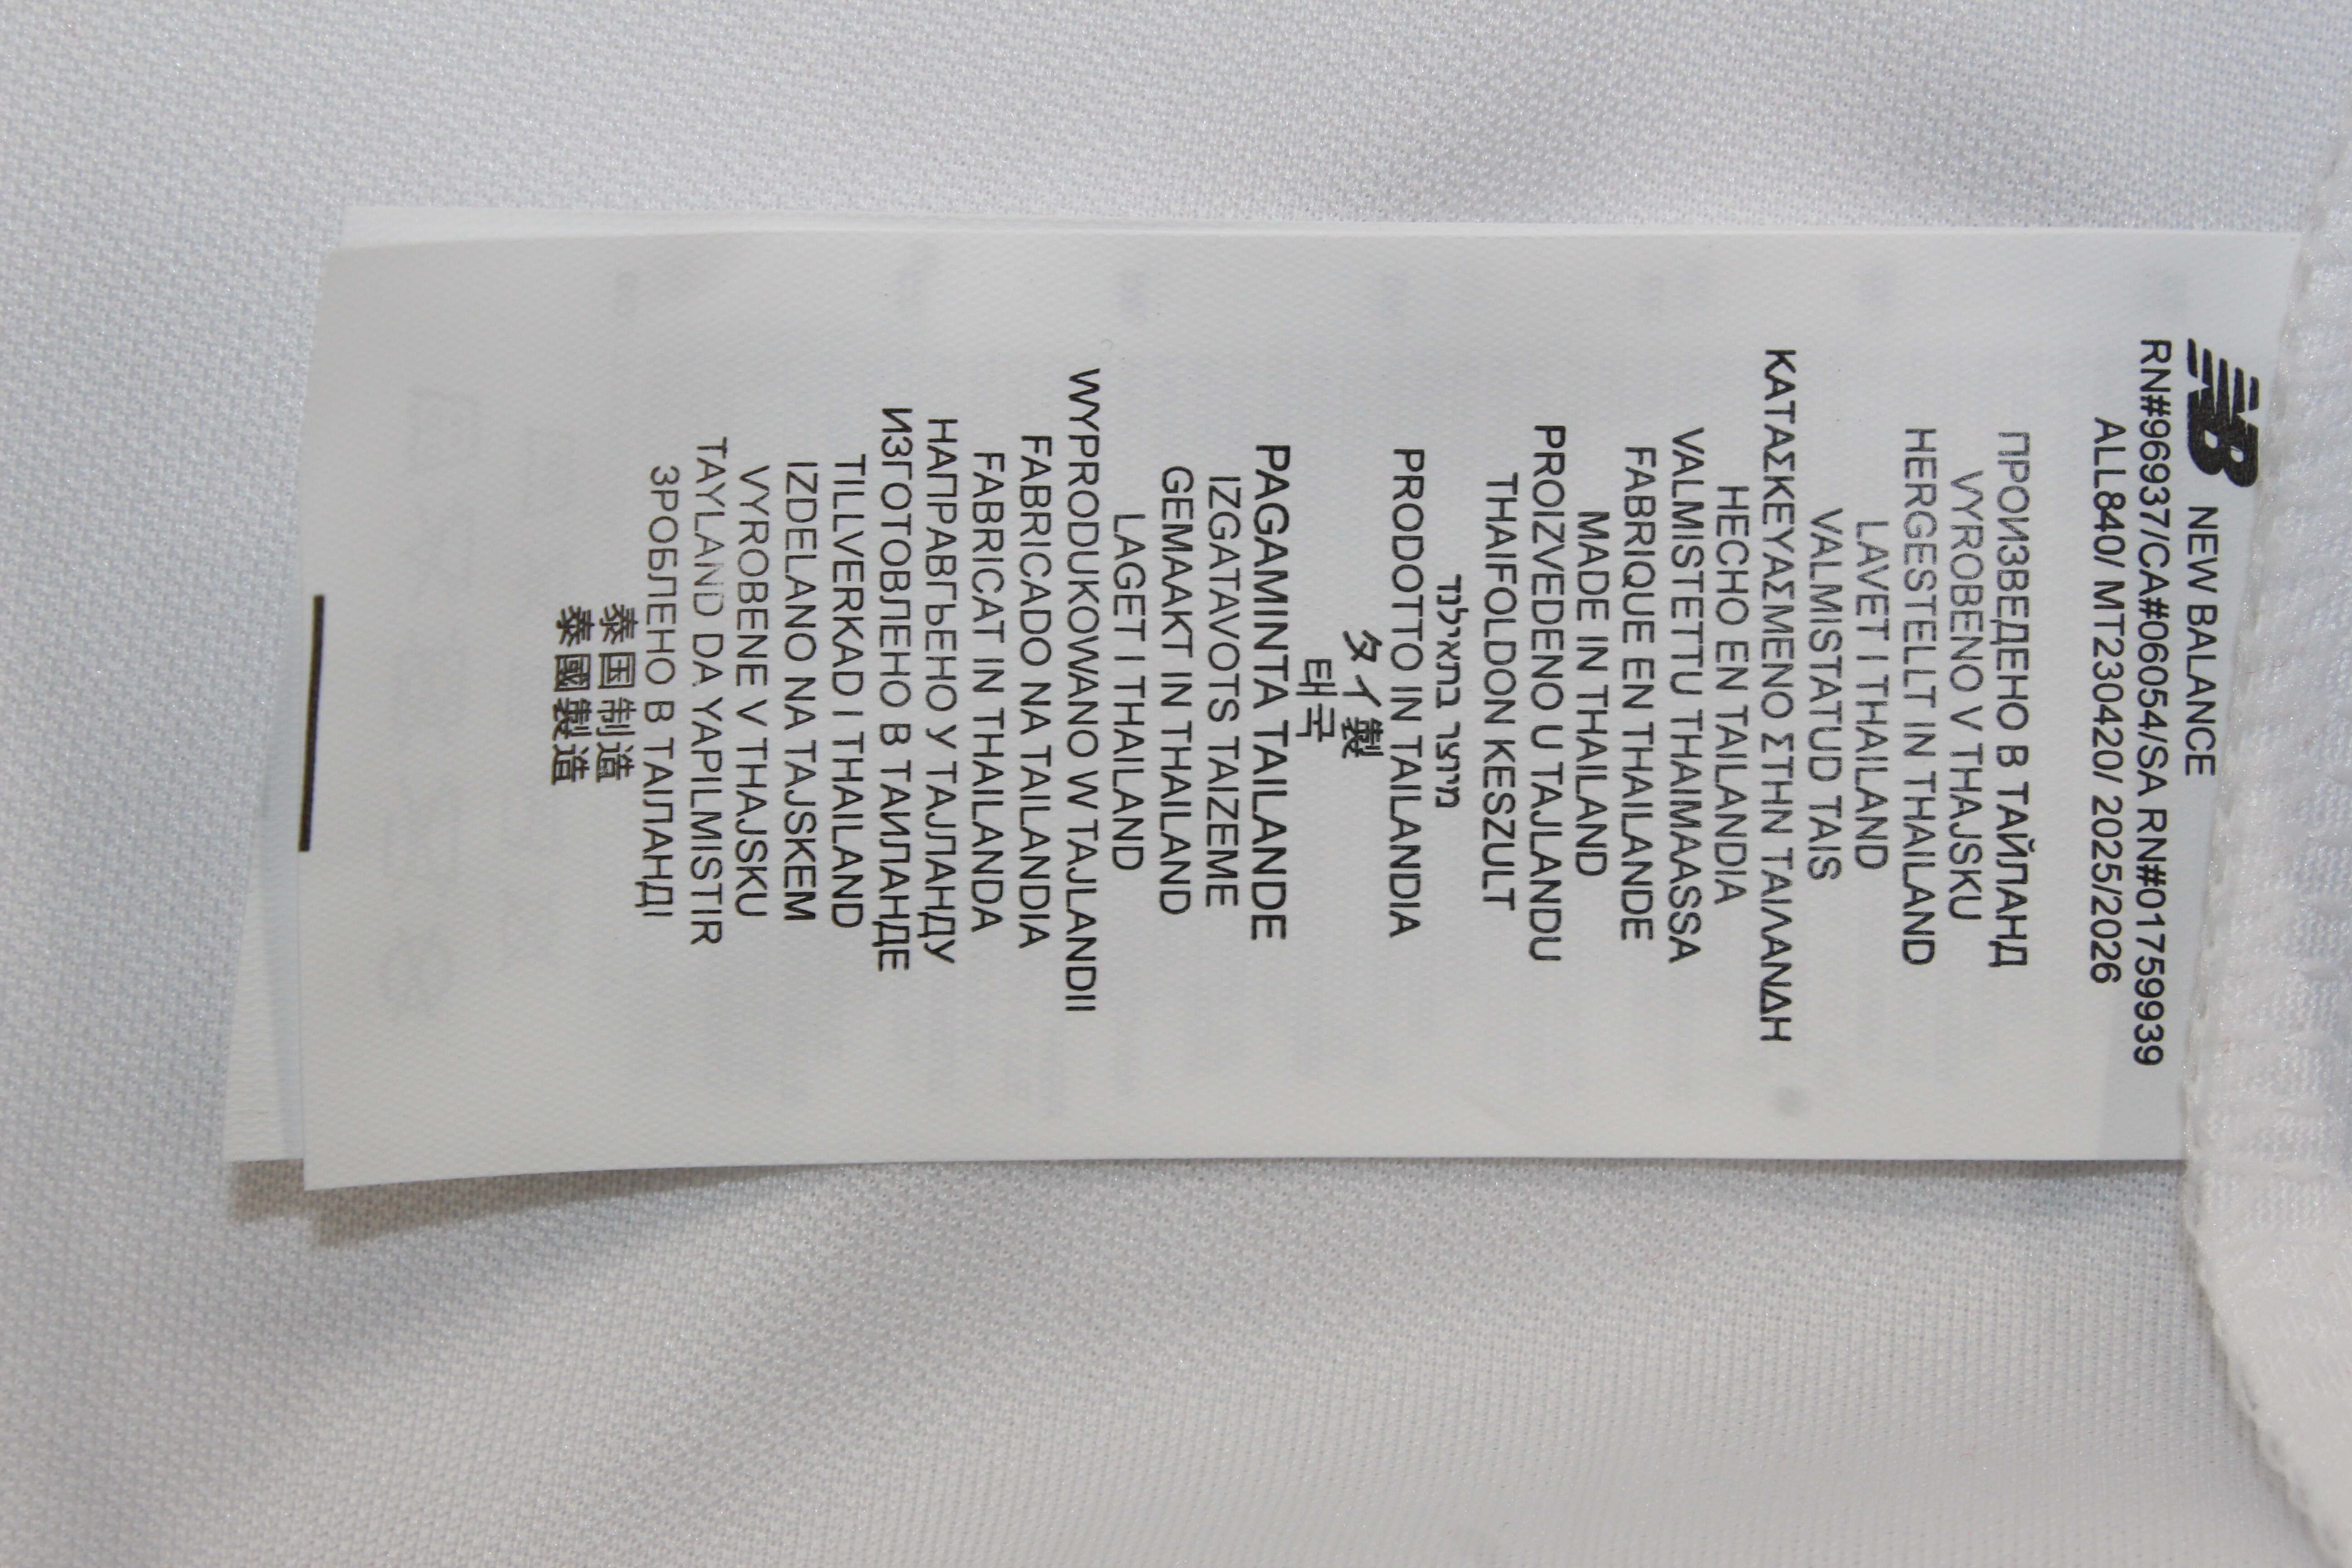 NB NEW BALANCE
RN#96937/CA#06054/SA RN#01759939
ALL840/ MT230420/ 2025/2026
ПРОИЗВЕДЕНО В ТАЙЛАНД
VYROBENO V THAJSKU
HERGESTELLT IN THAILAND
LAVET I THAILAND
VALMISTATUD TAIS
ΚΑΤΑΣΚΕΥΑΣΜΕΝΟ ΣΤΗΝ ΤΑΙΛΑΝΔΗ
HECHO EN TAILANDIA
VALMISTETTU THAIMAASSA
FABRIQUE EN THAILANDE
MADE IN THAILAND
PROIZVEDENO U TAJLANDU
THAIFOLDON KESZULT
מיוצר בתאילנד
PRODOTTO IN TAILANDIA
タイ製
태국
PAGAMINTA TAILANDE
IZGATAVOTS TAIZEME
GEMAAKT IN THAILAND
LAGET I THAILAND
WYPRODUKOWANO W TAJLANDII
FABRICADO NA TAILANDIA
FABRICAT IN THAILANDA
НАПРАВГЬЕНО У ТАЈЛАНДУ
ИЗГОТОВЛЕНО В ТАИЛАНДЕ
TILLVERKAD I THAILAND
IZDELANO NA TAJSKEM
VYROBENE V THAJSKU
TAYLAND DA YAPILMISTIR
ЗРОБЛЕНО В ТАІЛАНДІ
泰国制造
泰國製造